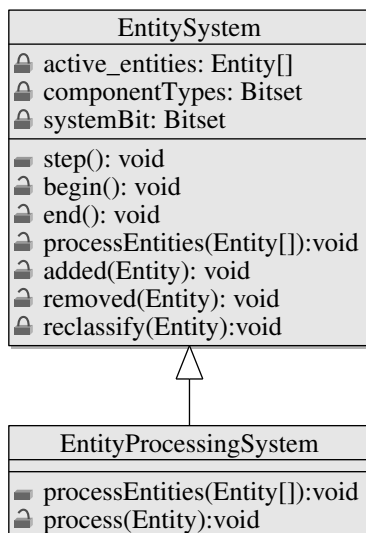 EntitySystem
active_entities: Entity[]
componentTypes: Bitset
systemBit: Bitset
step(): void
begin(): void
end(): void
processEntities(Entity[]):void
added(Entity): void
removed(Entity): void
reclassify(Entity):void
EntityProcessingSystem
processEntities(Entity[]):void
process(Entity):void